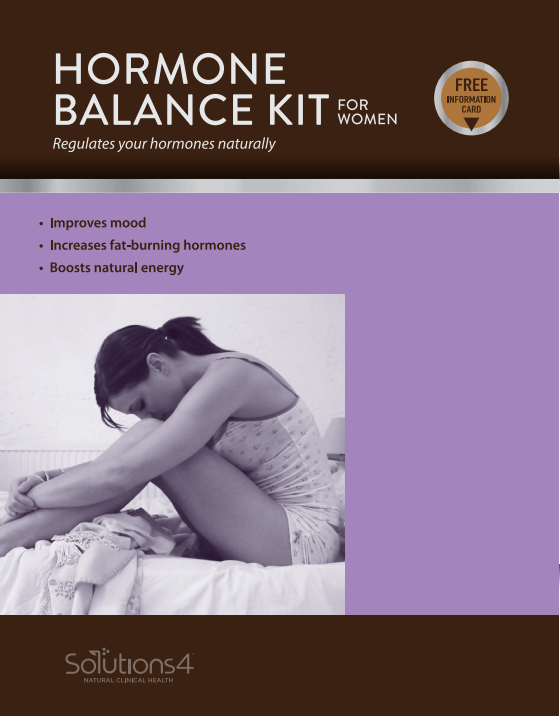 HORMONE
BALANCE KIT FOR WOMEN
Regulates your hormones naturally
FREE
INFORMATION
CARD
• Improves mood
• Increases fat-burning hormones
• Boosts natural energy
Solutions4
NATURAL CLINICAL HEALTH